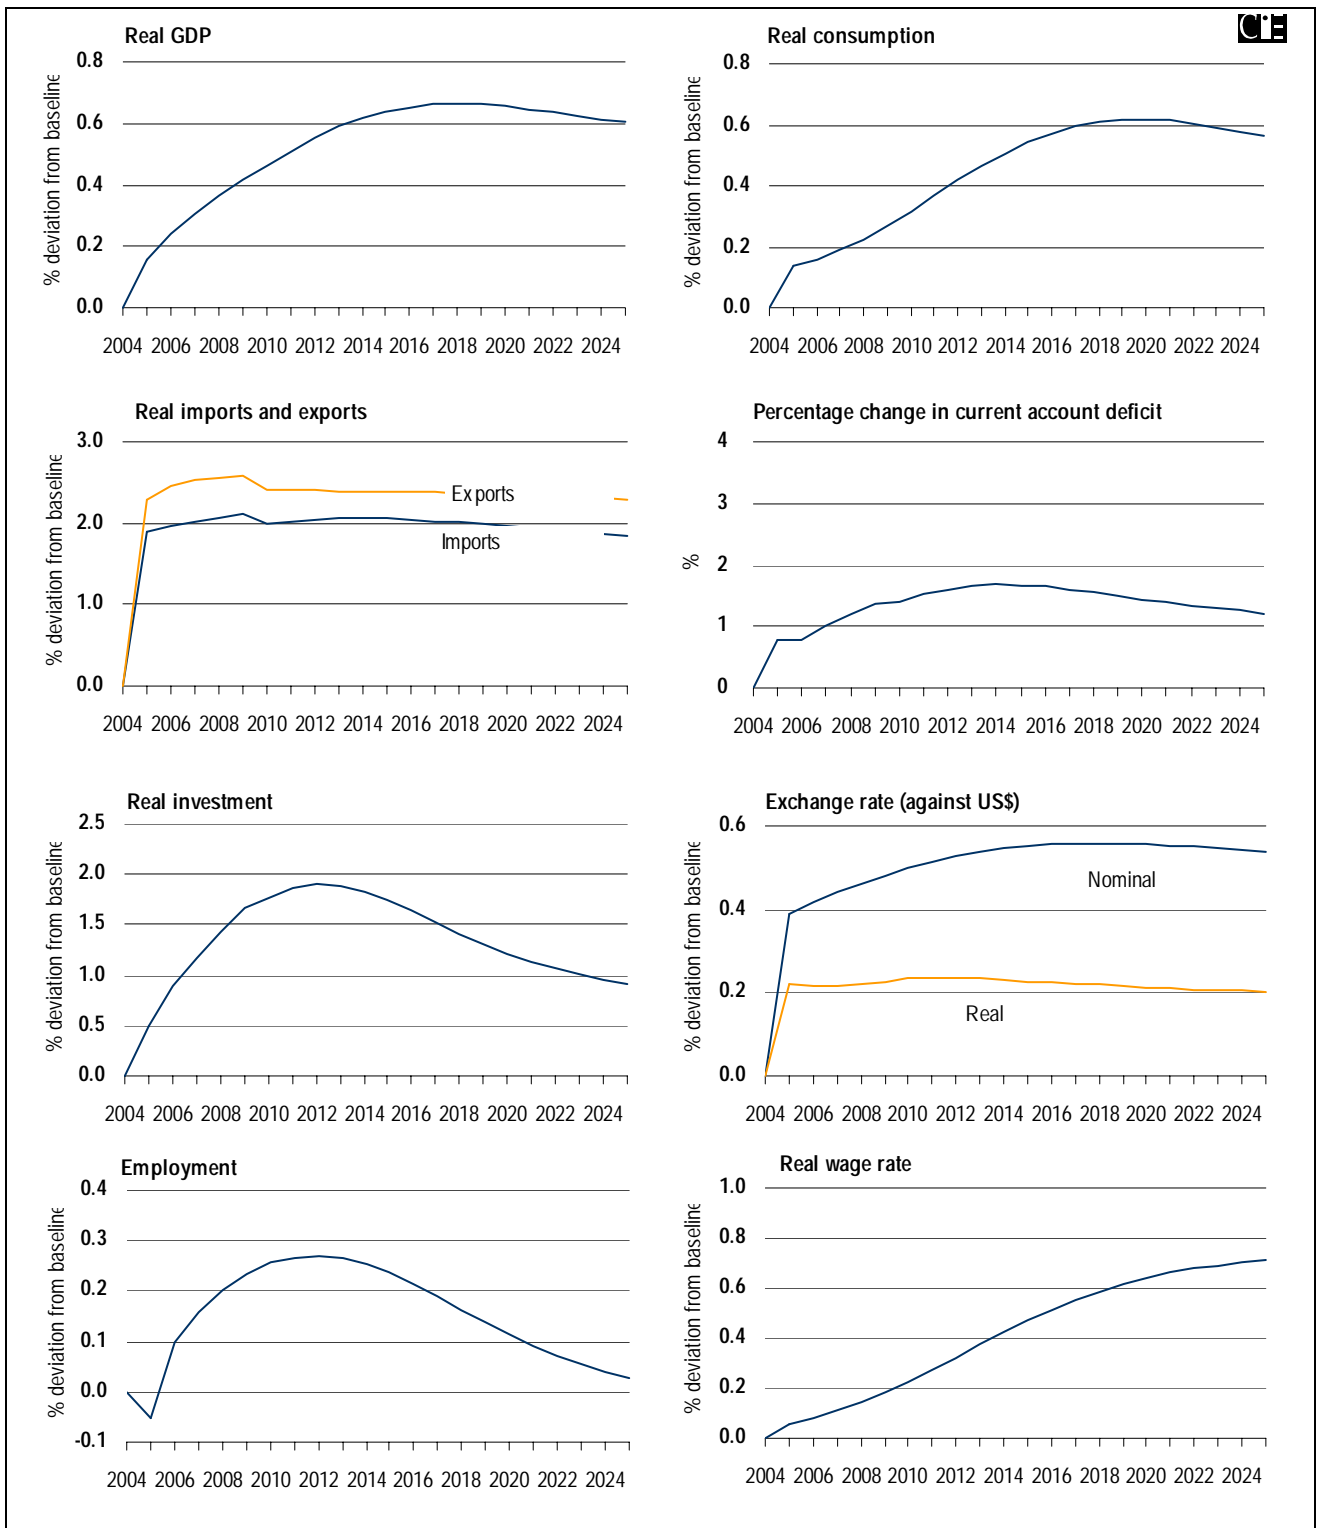 CIE
Real GDP
% deviation from baseline
0.8
0.6
0.4
0.2
0.0
2004 2006 2008 2010 2012 2014 2016 2018 2020 2022 2024
Real consumption
% deviation from baseline
0.8
0.6
0.4
0.2
0.0
2004 2006 2008 2010 2012 2014 2016 2018 2020 2022 2024
Real imports and exports
% deviation from baseline
3.0
2.0
1.0
0.0
Exports
Imports
2004 2006 2008 2010 2012 2014 2016 2018 2020 2022 2024
Percentage change in current account deficit
%
4
3
2
1
0
2004 2006 2008 2010 2012 2014 2016 2018 2020 2022 2024
Real investment
% deviation from baseline
2.5
2.0
1.5
1.0
0.5
0.0
2004 2006 2008 2010 2012 2014 2016 2018 2020 2022 2024
Exchange rate (against US$)
% deviation from baseline
0.6
0.4
0.2
0.0
Nominal
Real
2004 2006 2008 2010 2012 2014 2016 2018 2020 2022 2024
Employment
% deviation from baseline
0.4
0.3
0.2
0.1
0.0
-0.1
2004 2006 2008 2010 2012 2014 2016 2018 2020 2022 2024
Real wage rate
% deviation from baseline
1.0
0.8
0.6
0.4
0.2
0.0
2004 2006 2008 2010 2012 2014 2016 2018 2020 2022 2024